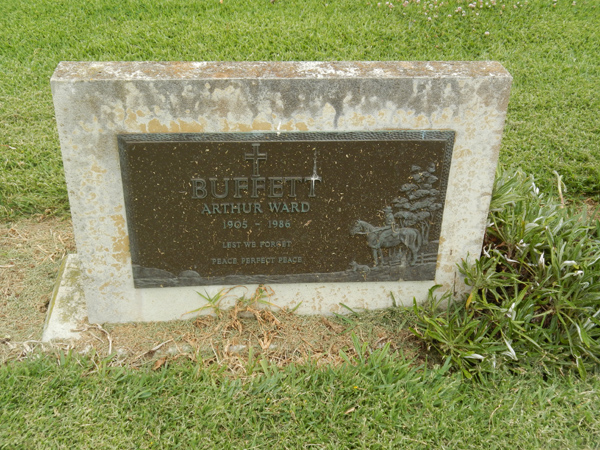 BUFFETT
ARTHUR WARD
1905 - 1986
LEST WE FORGET
PEACE PERFECT PEACE